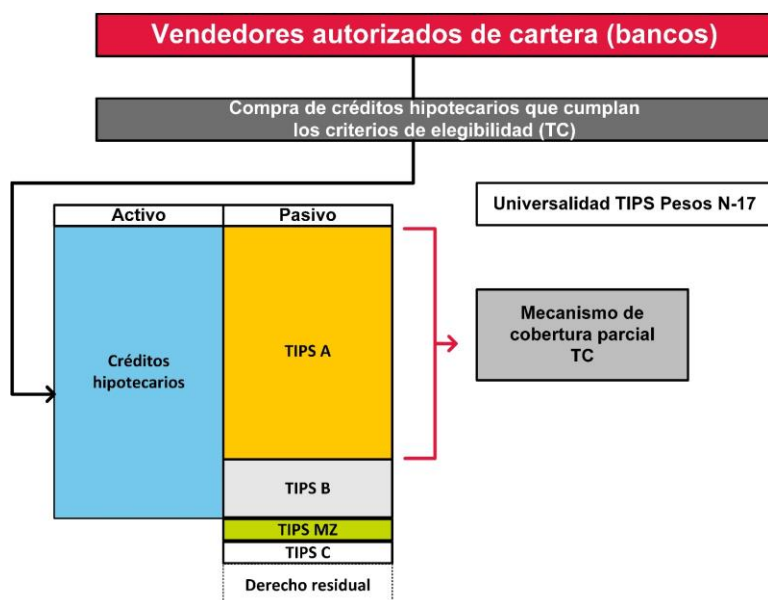 Vendedores autorizados de cartera (bancos)
Compra de créditos hipotecarios que cumplan
los criterios de elegibilidad (TC)
Universalidad TIPS Pesos N-17
Activo
Pasivo
Créditos
hipotecarios
TIPS A
Mecanismo de
cobertura parcial
TC
TIPS B
TIPS MZ
TIPS C
Derecho residual